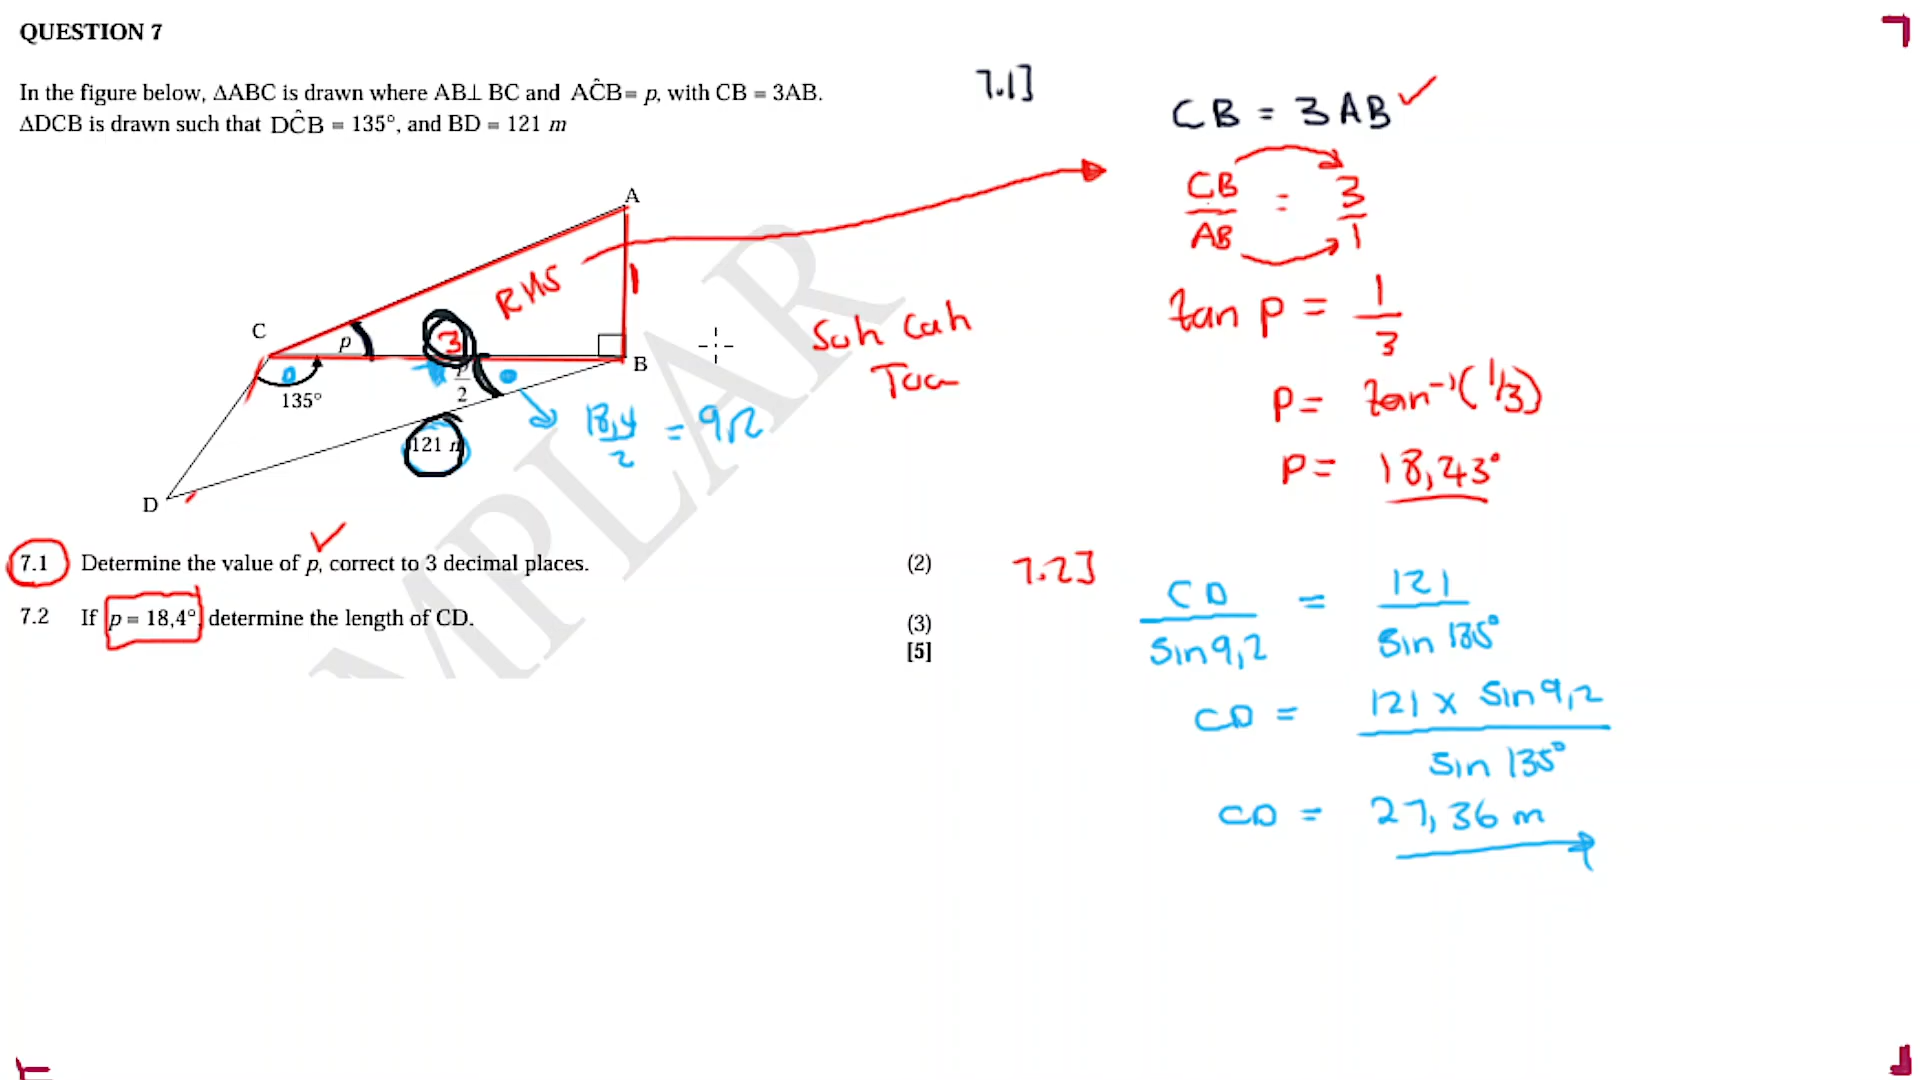 QUESTION 7
In the figure below, ΔABC is drawn where AB⊥ BC and AĈB= p, with CB = 3AB.
ΔDCB is drawn such that DĈB = 135°, and BD = 121 m
A
C
p
3
RHS
1
B
135°
p/2
18,4/2 = 9,2
121 m
D
Soh Cah
Toa
MPLAR
7.1 Determine the value of p, correct to 3 decimal places. (2)
7.2 If p = 18,4°, determine the length of CD. (3)
[5]
7.1]
CB = 3AB
CB/AB = 3/1
tan p = 1/3
p = tan⁻¹(1/3)
p = 18,43°
7.2]
CD/sin 9,2 = 121/sin 135°
CD = 121 x sin 9,2/sin 135°
CD = 27,36 m